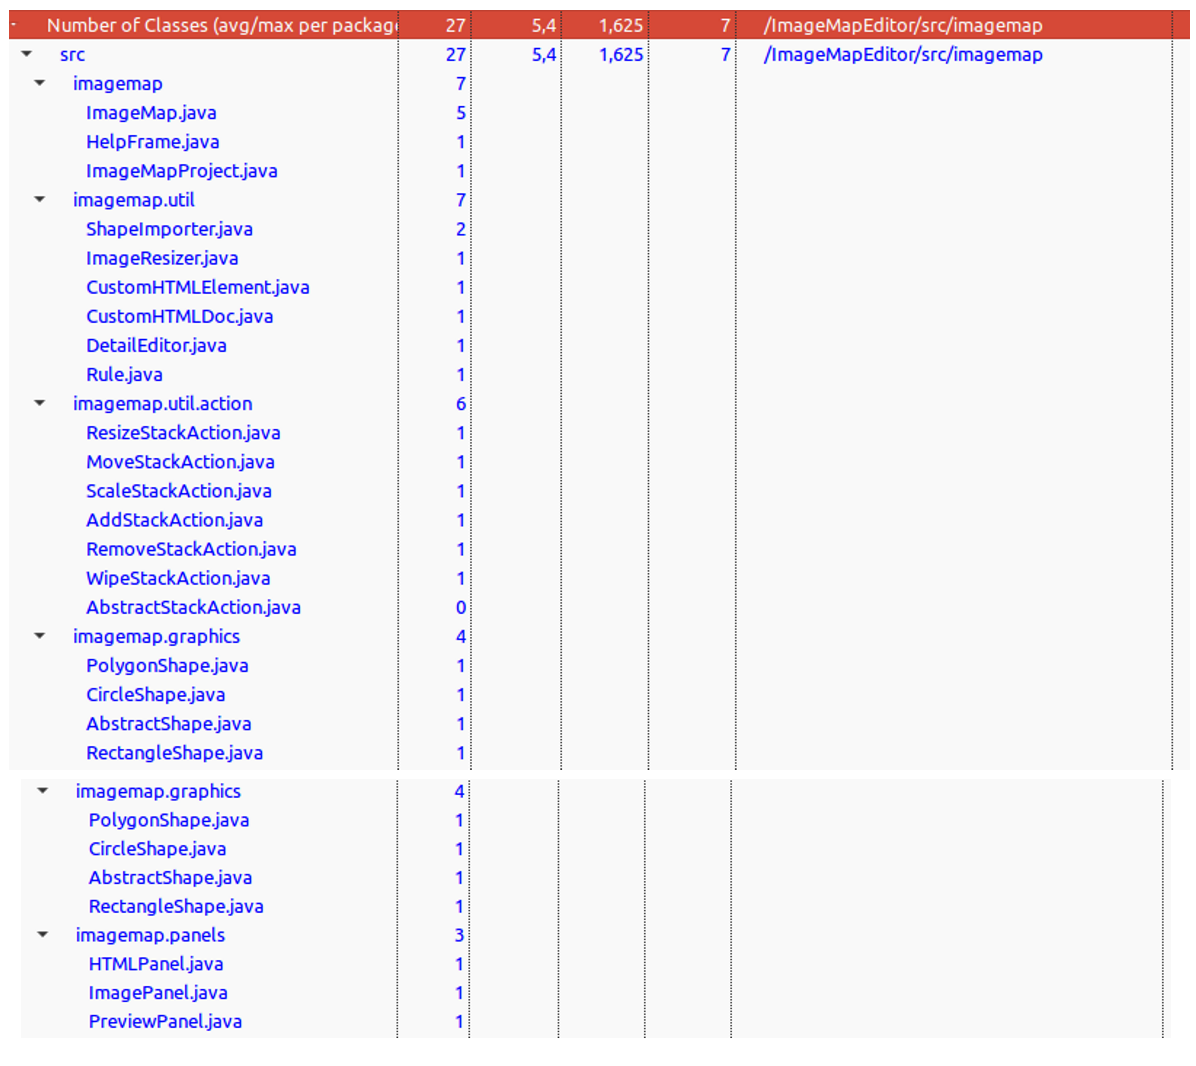 Number of Classes (avg/max per packag 27 5,4 1,625 7 /ImageMapEditor/src/imagemap
src 27 5,4 1,625 7 /ImageMapEditor/src/imagemap
imagemap 7
ImageMap.java 5
HelpFrame.java 1
ImageMapProject.java 1
imagemap.util 7
ShapeImporter.java 2
ImageResizer.java 1
CustomHTMLElement.java 1
CustomHTMLDoc.java 1
DetailEditor.java 1
Rule.java 1
imagemap.util.action 6
ResizeStackAction.java 1
MoveStackAction.java 1
ScaleStackAction.java 1
AddStackAction.java 1
RemoveStackAction.java 1
WipeStackAction.java 1
AbstractStackAction.java 0
imagemap.graphics 4
PolygonShape.java 1
CircleShape.java 1
AbstractShape.java 1
RectangleShape.java 1
imagemap.graphics 4
PolygonShape.java 1
CircleShape.java 1
AbstractShape.java 1
RectangleShape.java 1
imagemap.panels 3
HTMLPanel.java 1
ImagePanel.java 1
PreviewPanel.java 1